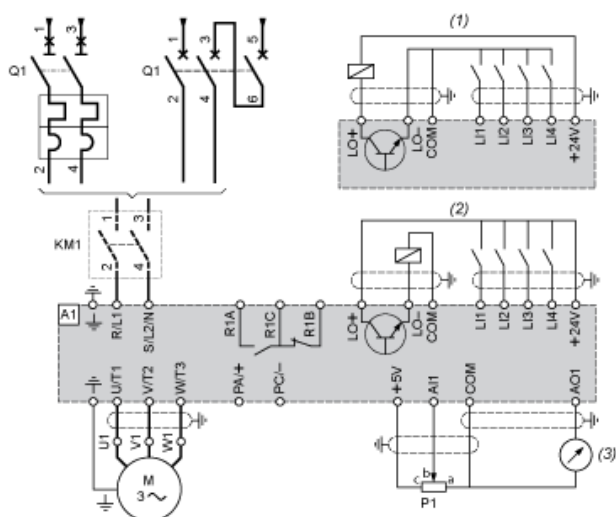 1 3
Q1
2 4
1 3 5
Q1
2 4 6
(1)
LO+ LO- COM LI1 LI2 LI3 LI4 +24V
1 3
KM1
2 4
(2)
A1
R/L1 S/L2/N R1A R1C R1B LO+ LO- COM LI1 LI2 LI3 LI4 +24V
U/T1 V/T2 W/T3 PA/+ PC/– +5V AI1 COM AO1
U1 V1 W1
M
3~
c b a
P1
(3)